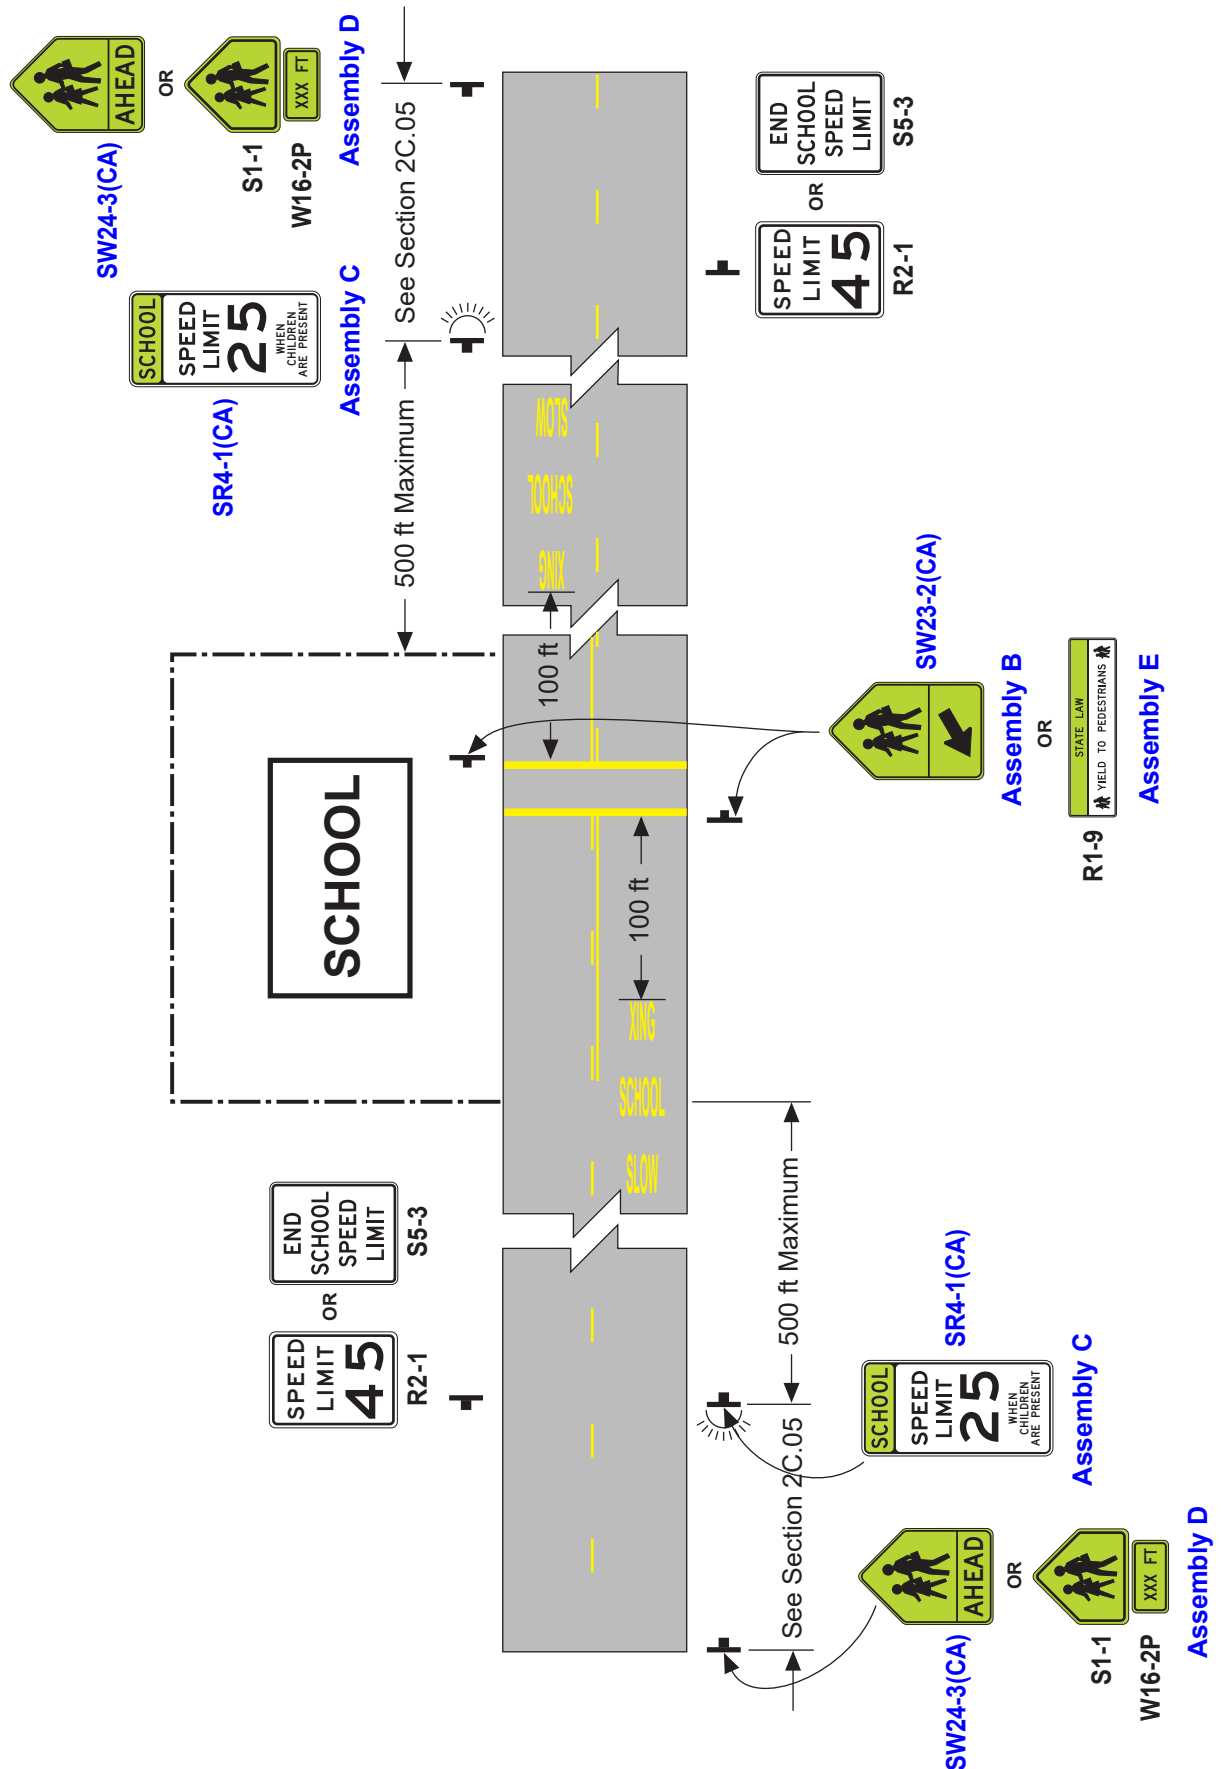 SCHOOL
SW24-3(CA)
AHEAD
OR
S1-1
W16-2P
XXX FT
Assembly D
SR4-1(CA)
SCHOOL
SPEED
LIMIT
25
WHEN
CHILDREN
ARE PRESENT
Assembly C
SPEED
LIMIT
45
R2-1
OR
END
SCHOOL
SPEED
LIMIT
S5-3
500 ft Maximum
See Section 2C.05
SLOW
SCHOOL
XING
100 ft
100 ft
XING
SCHOOL
SLOW
See Section 2C.05
500 ft Maximum
SW24-3(CA)
AHEAD
OR
S1-1
W16-2P
XXX FT
Assembly D
SCHOOL
SPEED
LIMIT
25
WHEN
CHILDREN
ARE PRESENT
SR4-1(CA)
Assembly C
SW23-2(CA)
Assembly B
OR
R1-9
STATE LAW
YIELD TO PEDESTRIANS
Assembly E
SPEED
LIMIT
45
R2-1
OR
END
SCHOOL
SPEED
LIMIT
S5-3